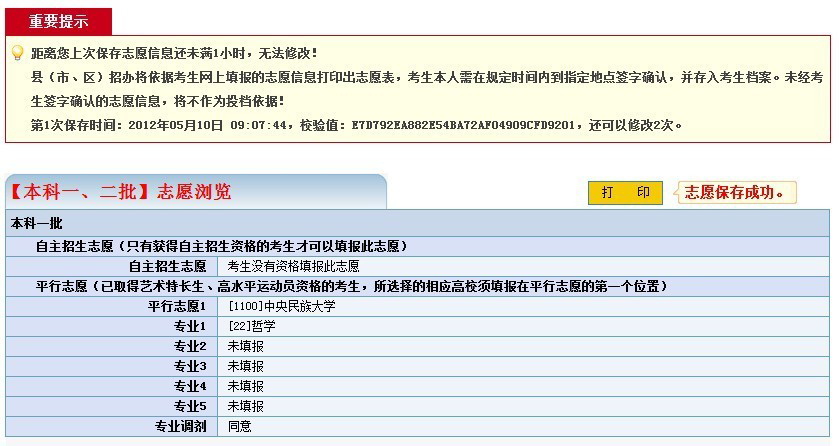 重要提示
距离您上次保存志愿信息还未满1小时，无法修改！
县（市、区）招办将依据考生网上填报的志愿信息打印出志愿表，考生本人需在规定时间内到指定地点签字确认，并存入考生档案。未经考
生签字确认的志愿信息，将不作为投档依据！
第1次保存时间：2012年05月10日 09:07:44，校验值：E7D792EA882E54BA72AF04909CFD9201，还可以修改2次。
【本科一、二批】志愿浏览 打 印 志愿保存成功。
本科一批
自主招生志愿（只有获得自主招生资格的考生才可以填报此志愿）
自主招生志愿 考生没有资格填报此志愿
平行志愿（已取得艺术特长生、高水平运动员资格的考生，所选择的相应高校须填报在平行志愿的第一个位置）
平行志愿1 [1100]中央民族大学
专业1 [22]哲学
专业2 未填报
专业3 未填报
专业4 未填报
专业5 未填报
专业调剂 同意